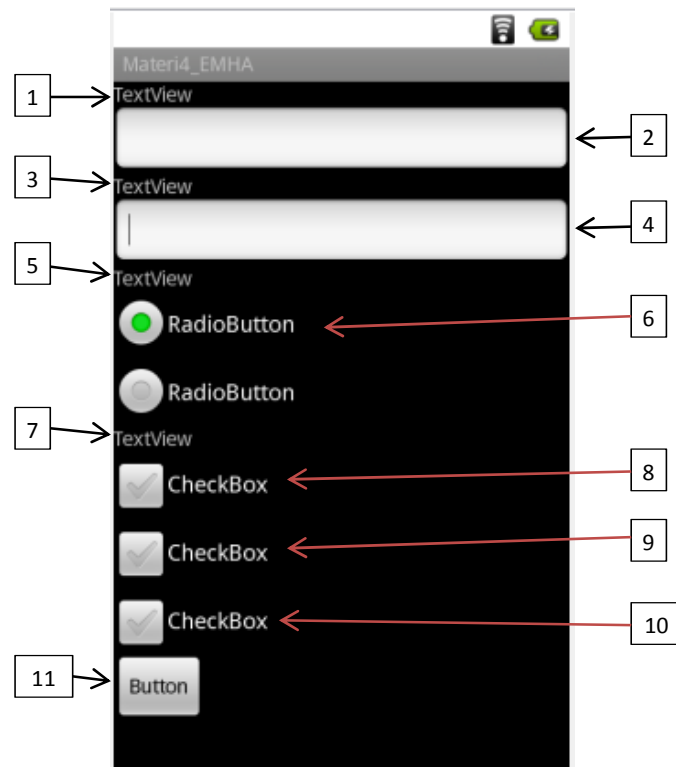 Materi4_EMHA
1
TextView
2
3
TextView
4
5
TextView
RadioButton
6
RadioButton
7
TextView
CheckBox
8
CheckBox
9
CheckBox
10
11
Button